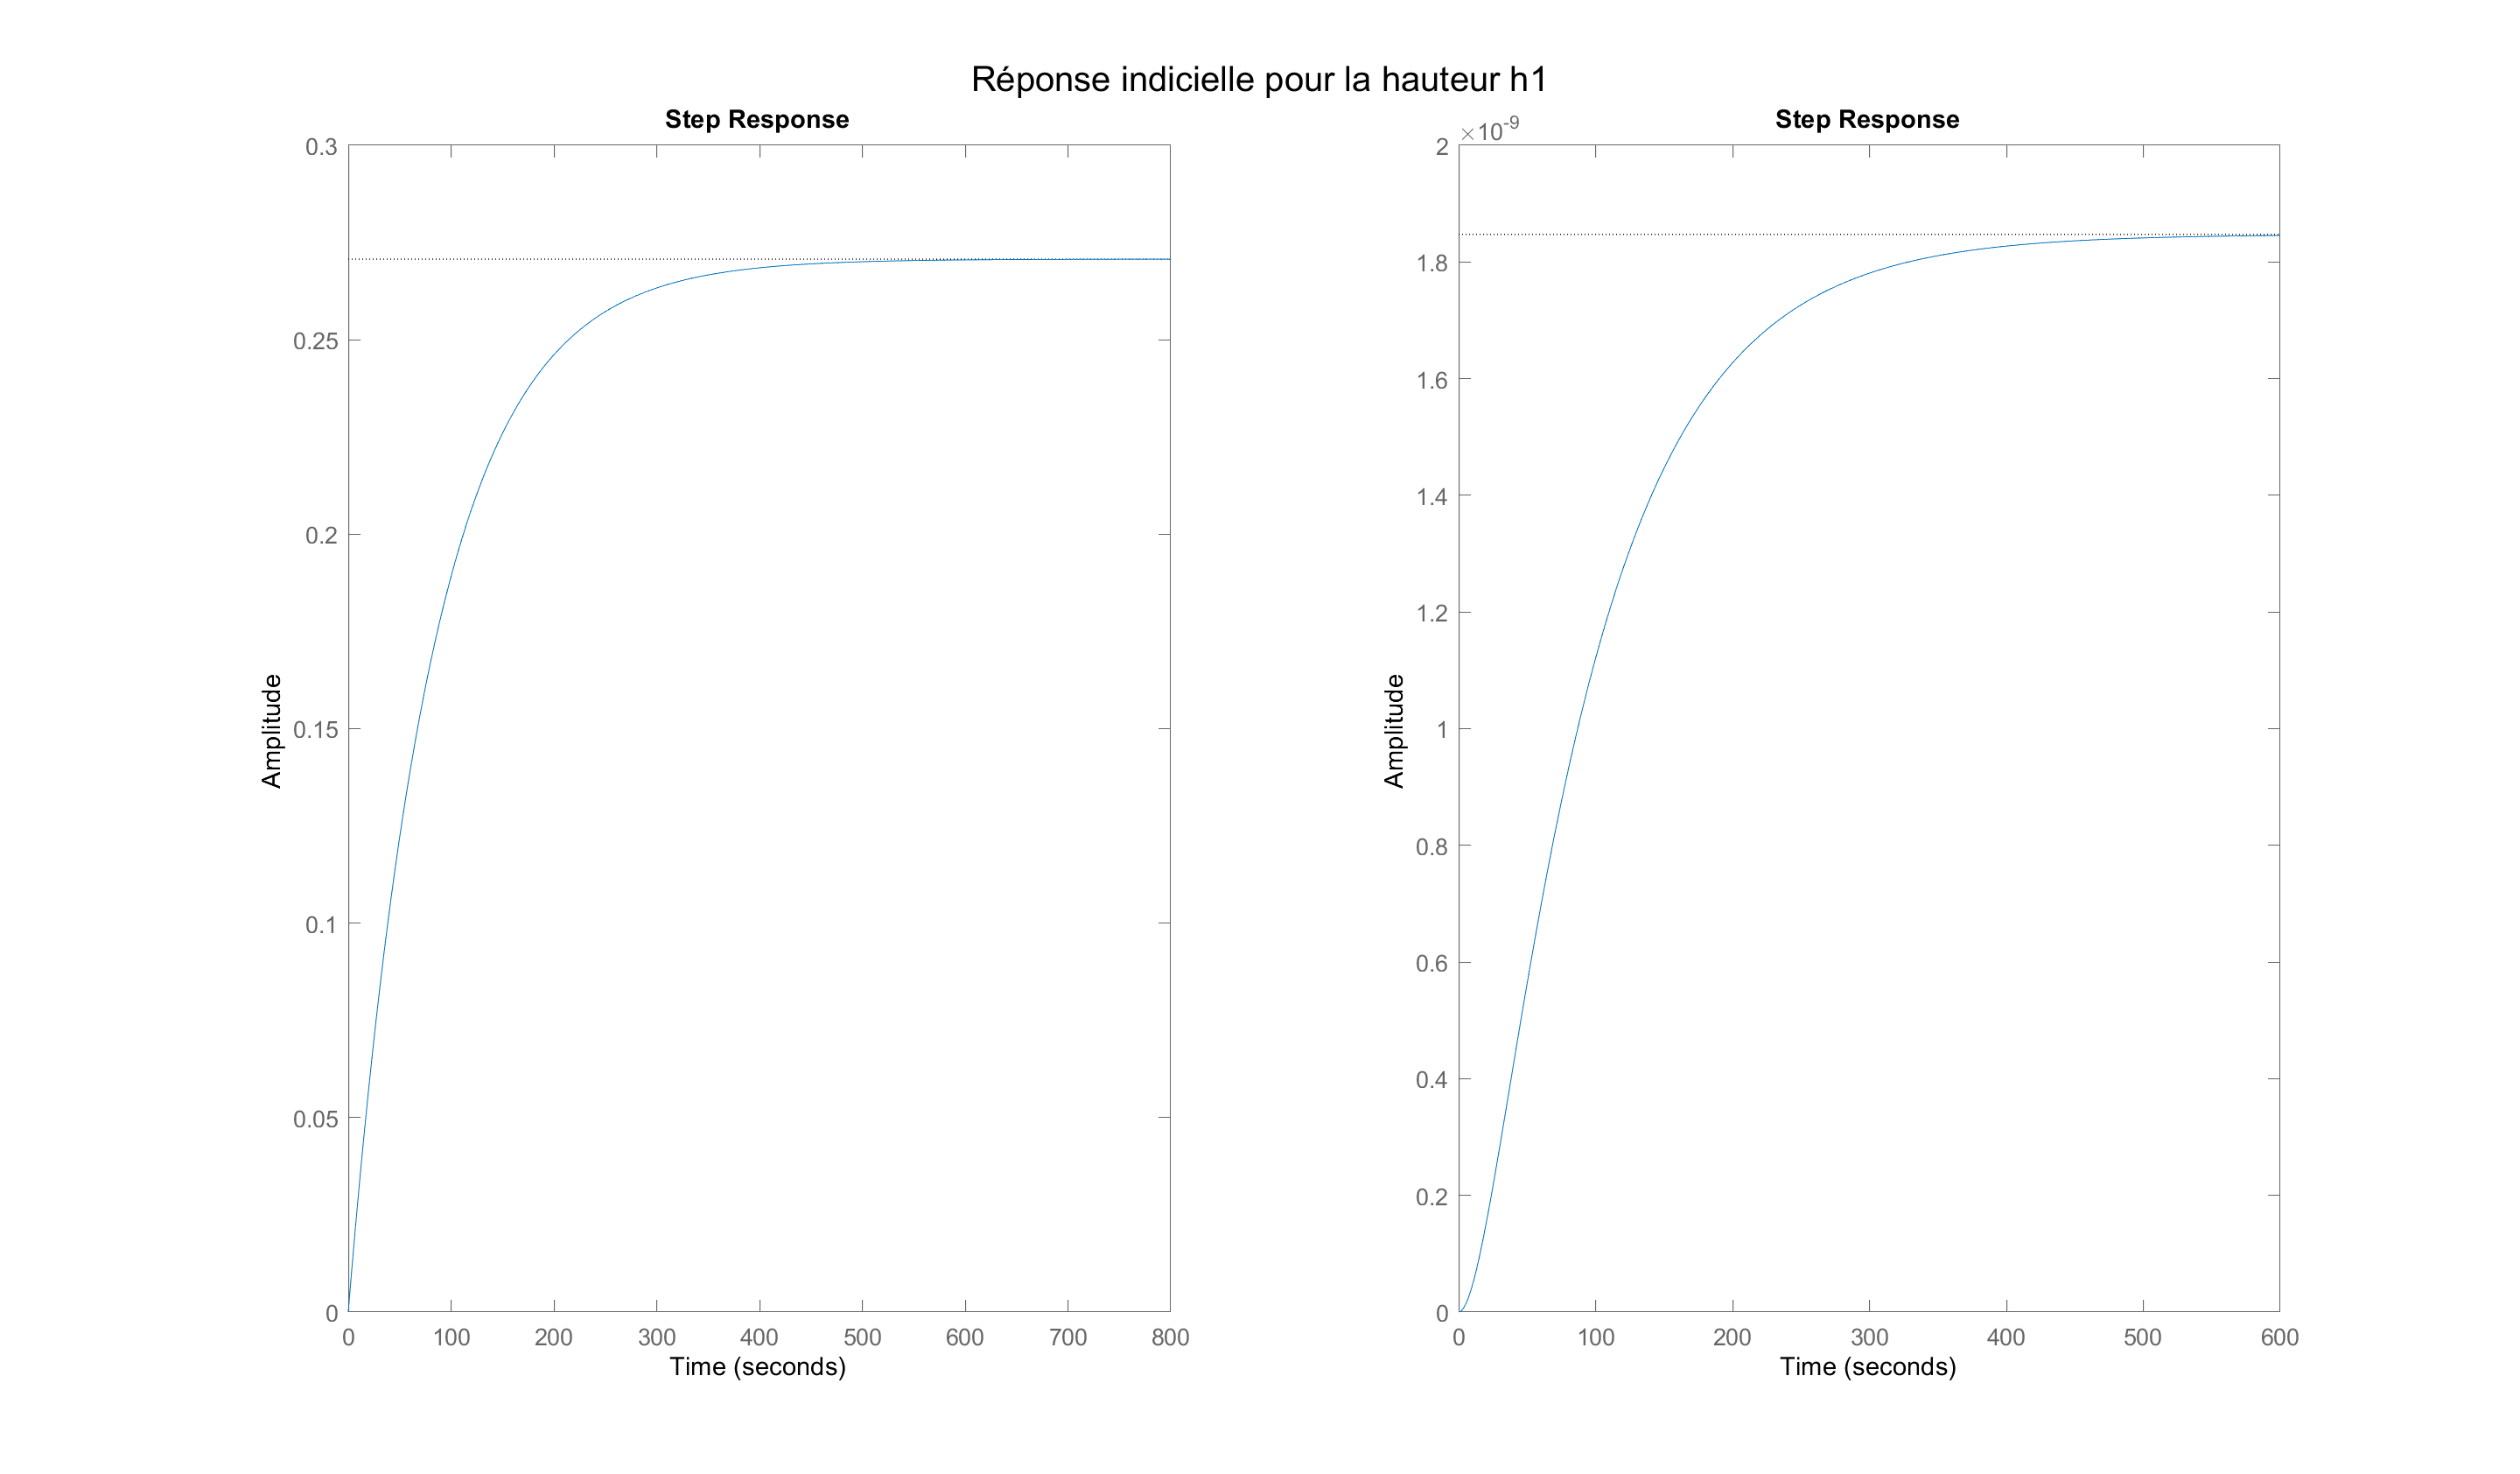 Réponse indicielle pour la hauteur h1
Step Response
0.3
0.25
0.2
0.15
0.1
0.05
0
Amplitude
0 100 200 300 400 500 600 700 800
Time (seconds)
Step Response
×10-9
2
1.8
1.6
1.4
1.2
1
0.8
0.6
0.4
0.2
0
Amplitude
0 100 200 300 400 500 600
Time (seconds)